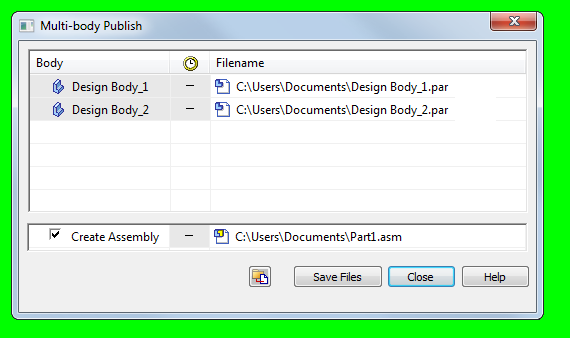 Multi-body Publish
Body Filename
Design Body_1 — C:\Users\Documents\Design Body_1.par
Design Body_2 — C:\Users\Documents\Design Body_2.par
Create Assembly — C:\Users\Documents\Part1.asm
Save Files Close Help